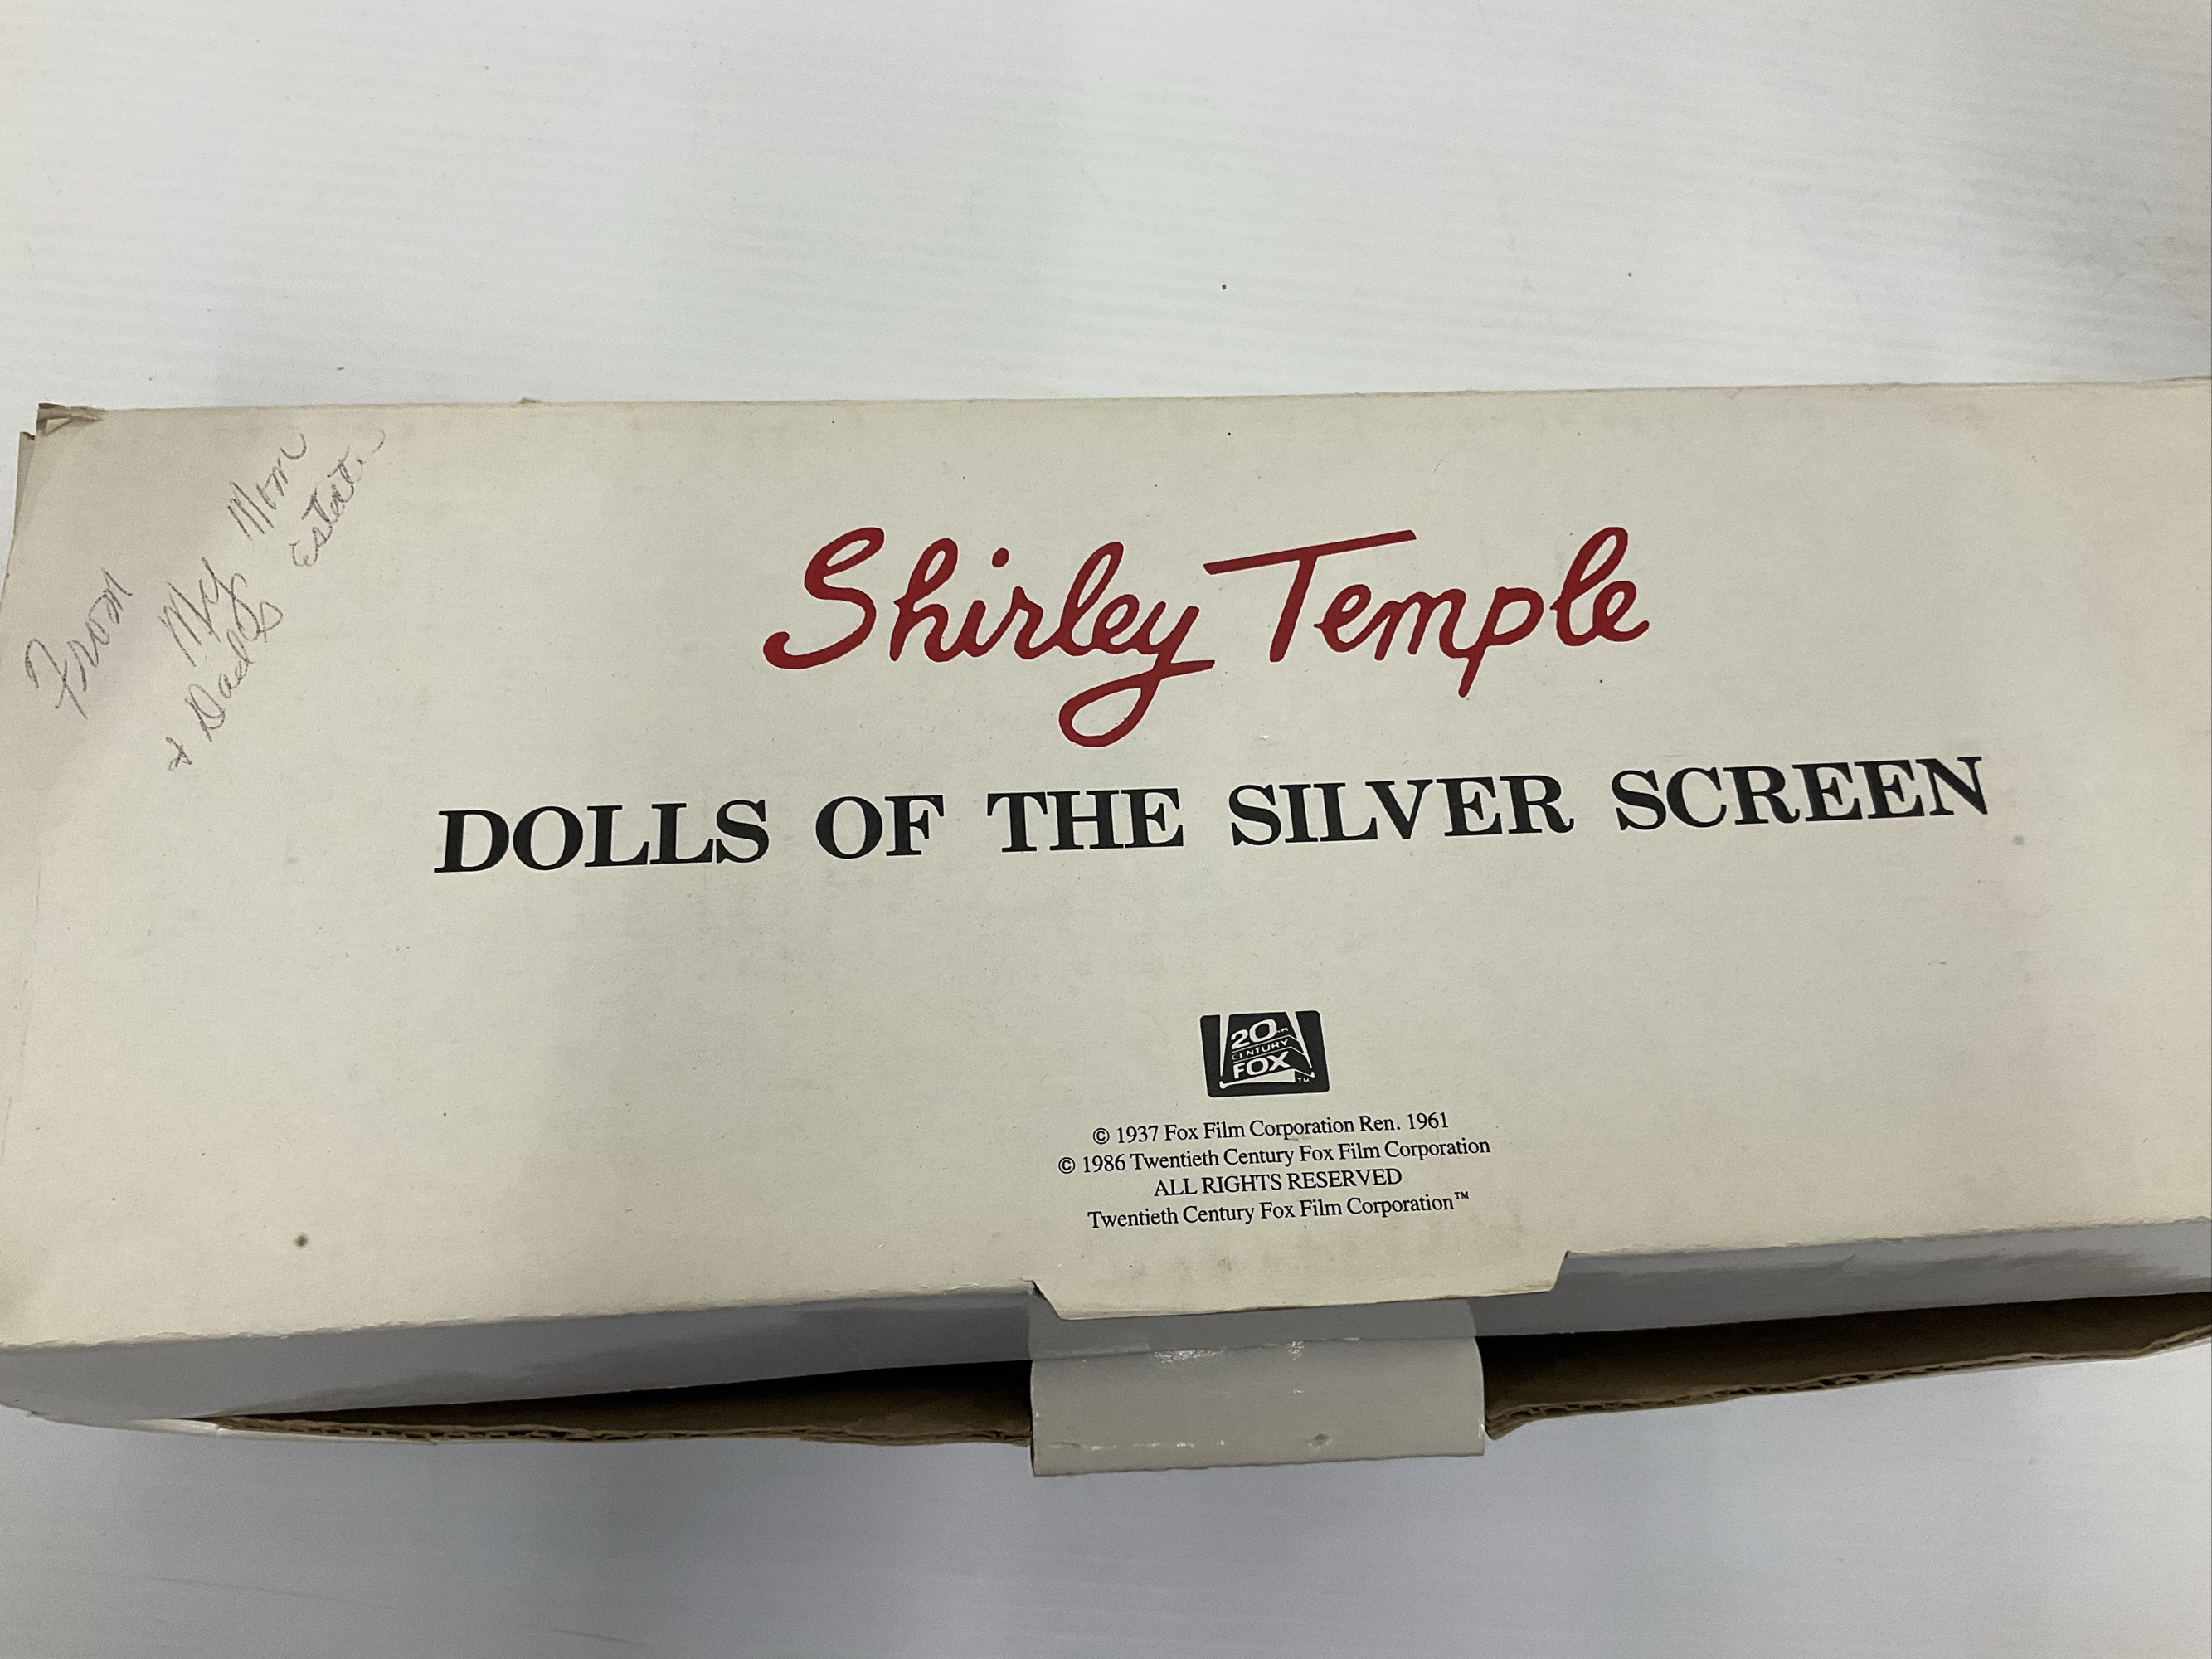 From
My Mom
& Dad's
Estate
Shirley Temple
DOLLS OF THE SILVER SCREEN
20TH
CENTURY
FOX
TM
© 1937 Fox Film Corporation Ren. 1961
© 1986 Twentieth Century Fox Film Corporation
ALL RIGHTS RESERVED
Twentieth Century Fox Film Corporation™